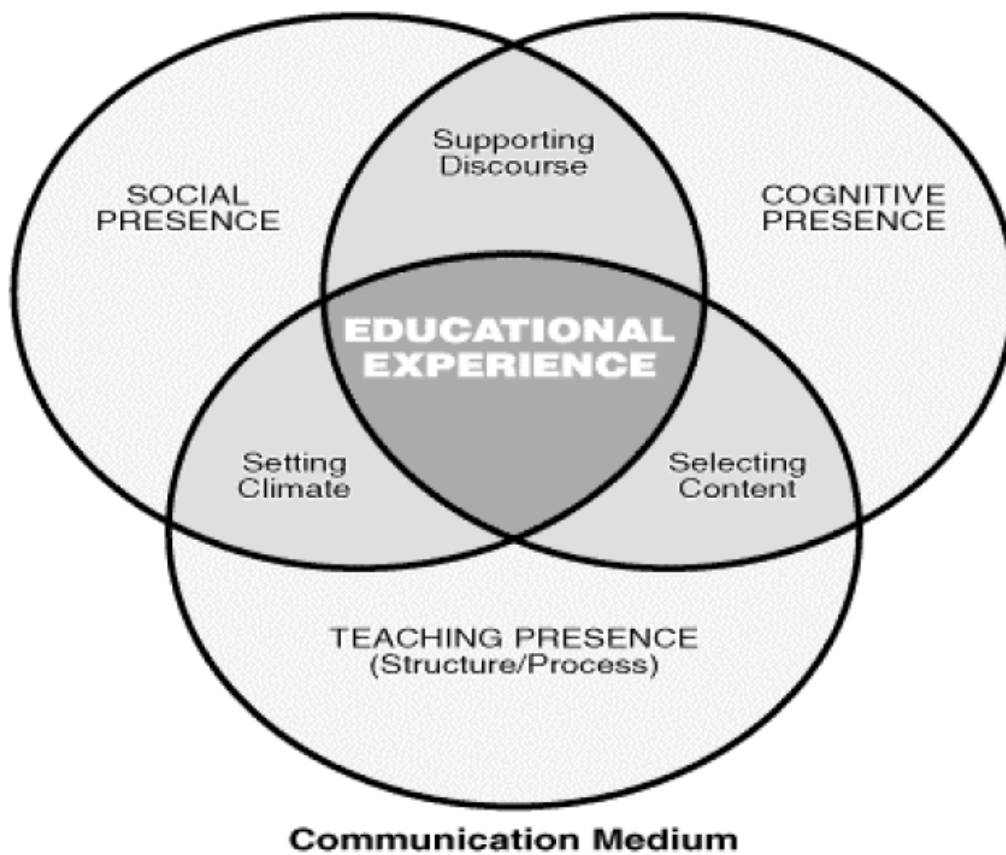 Supporting
Discourse
SOCIAL
PRESENCE
COGNITIVE
PRESENCE
EDUCATIONAL
EXPERIENCE
Setting
Climate
Selecting
Content
TEACHING PRESENCE
(Structure/Process)
Communication Medium